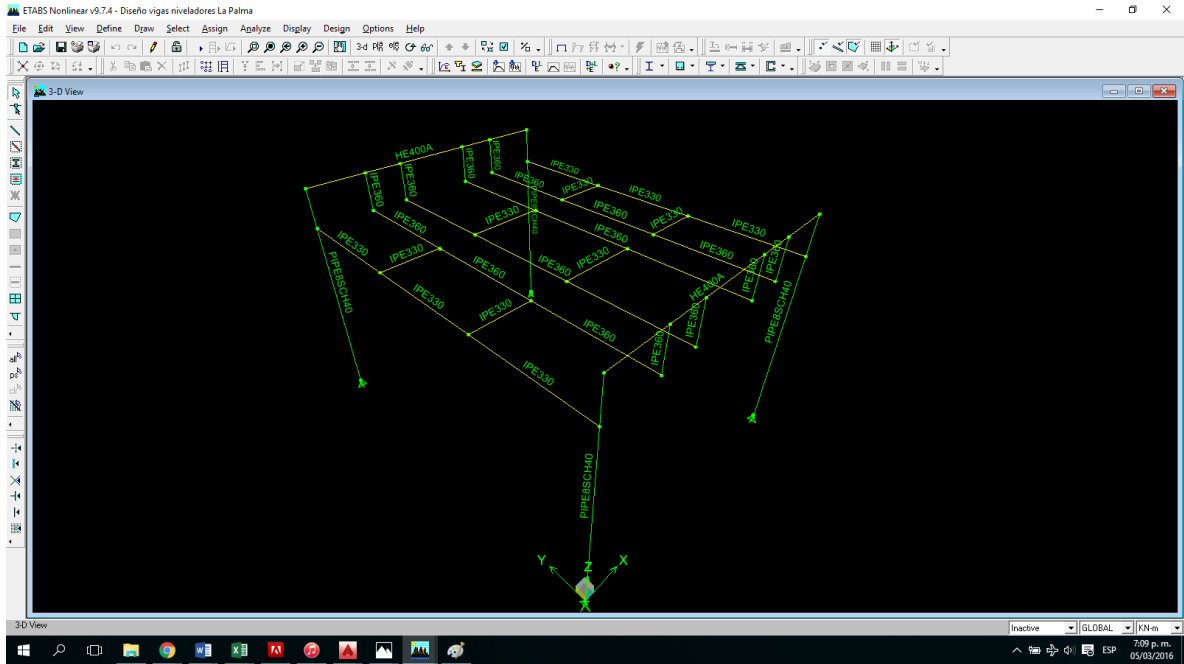 ETABS Nonlinear v9.7.4 - Diseño vigas niveladores La Palma
File Edit View Define Draw Select Assign Analyze Display Design Options Help
3-d
3-D View
HE400A
IPE360
IPE360
IPE360
IPE360
IPE330
IPE360
IPE330
IPE330
PIPE8SCH40
IPE330
IPE360
IPE330
IPE330
IPE330
IPE360
IPE360
IPE330
IPE330
IPE360
IPE360
IPE360
PIPE8SCH40
IPE360
IPE330
HE400A
IPE360
PIPE8SCH40
IPE330
IPE360
IPE360
IPE360
IPE330
PIPE8SCH40
Y
Z
X
3-D View
Inactive
GLOBAL
KN-m
ESP
7:09 p. m.
05/03/2016